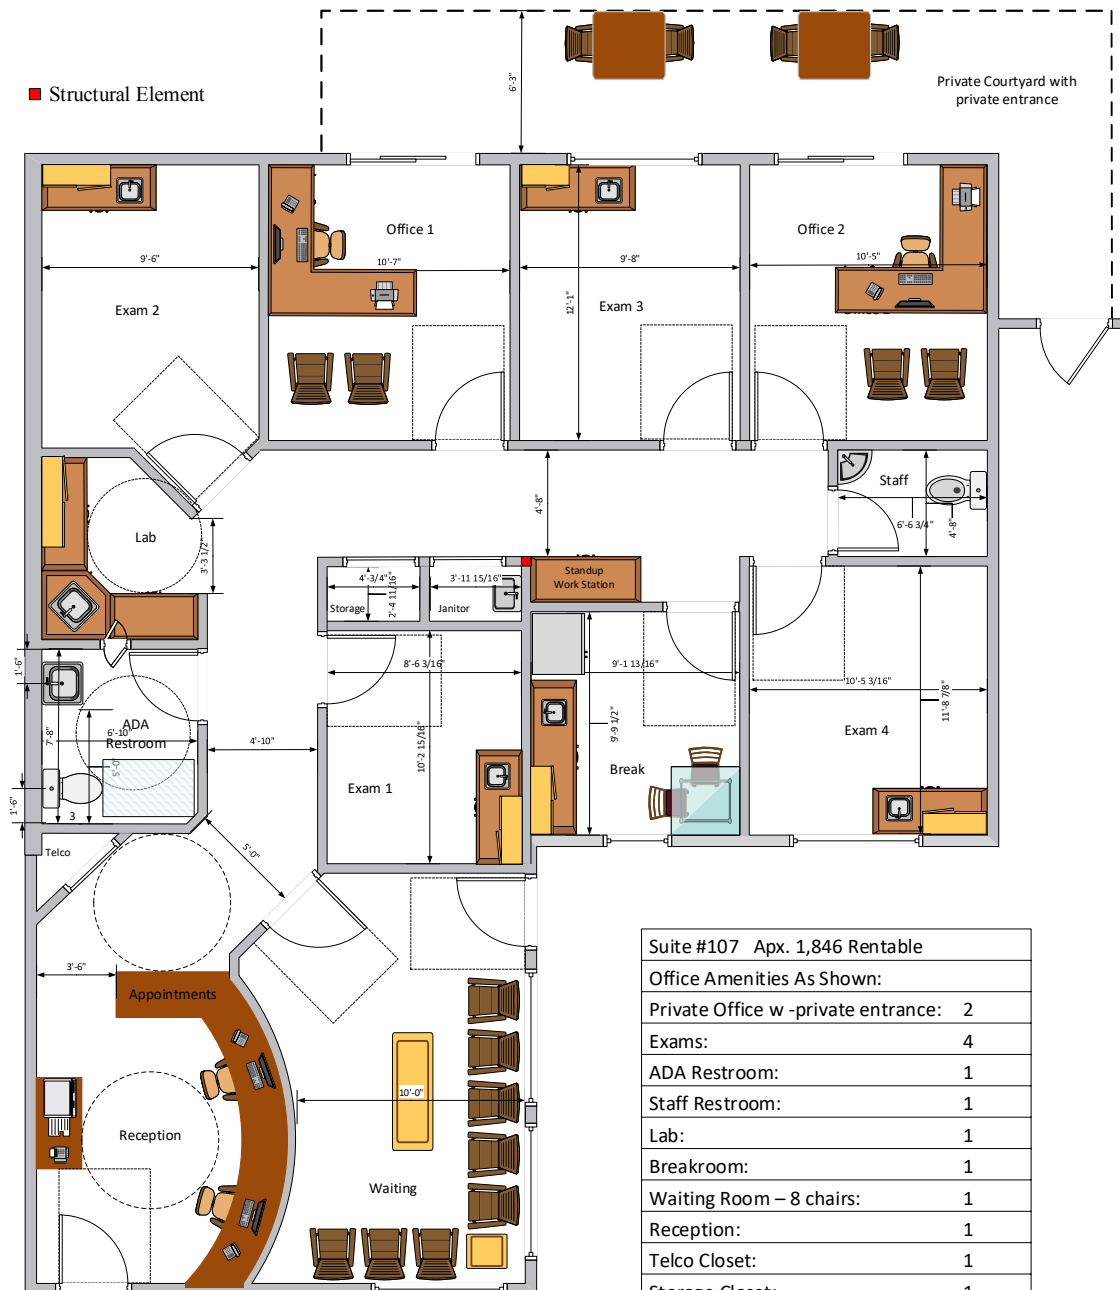 6'-3"
Private Courtyard with
private entrance
Structural Element
Office 1
Office 2
9'-6"
10'-7"
9'-8"
10'-5"
Exam 2
12'-1"
Exam 3
Staff
4'-8"
6'-6 3/4"
4'-8"
Lab
3'-3 1/2"
4'-3/4"
2'-4 11/16"
Storage
3'-11 15/16"
Janitor
Standup
Work Station
1'-6"
8'-6 3/16"
9'-1 13/16"
10'-5 3/16"
11'-8 7/8"
7'-8"
ADA
6'-10"
Restroom
5'-0"
4'-10"
10'-2 15/16"
9'-9 1/2"
Exam 4
Break
Exam 1
1'-6"
3
Telco
5'-0"
3'-6"
Appointments
10'-0"
Reception
Waiting
Suite #107 Apx. 1,846 Rentable
Office Amenities As Shown:
Private Office w -private entrance: 2
Exams: 4
ADA Restroom: 1
Staff Restroom: 1
Lab: 1
Breakroom: 1
Waiting Room – 8 chairs: 1
Reception: 1
Telco Closet: 1
Storage Closet: 1